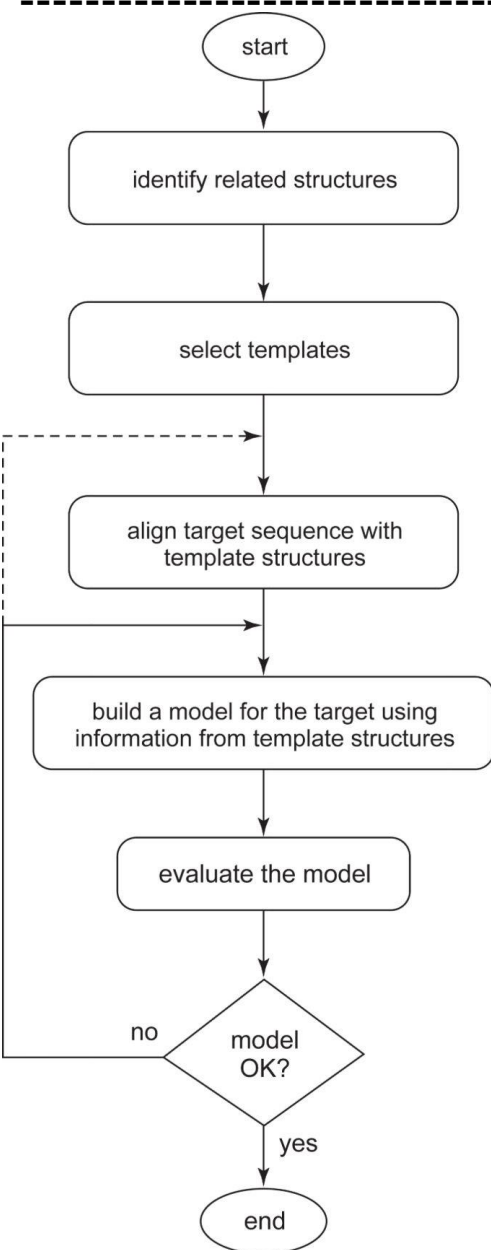 start
identify related structures
select templates
align target sequence with
template structures
build a model for the target using
information from template structures
evaluate the model
no
model
OK?
yes
end